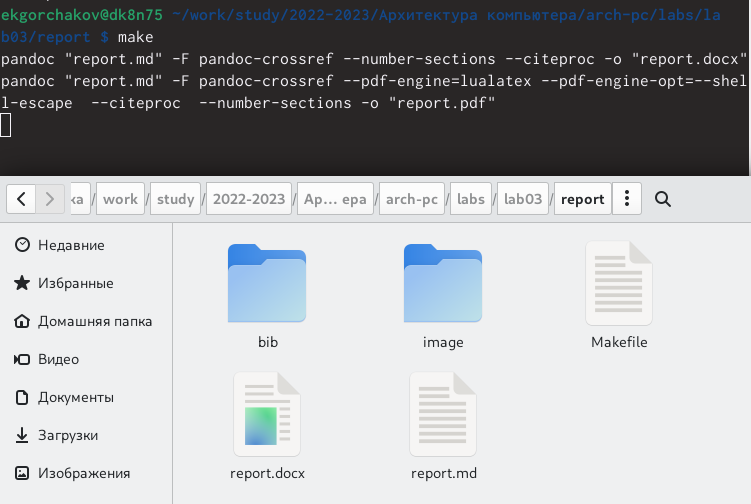 ekgorchakov@dk8n75 ~/work/study/2022-2023/Архитектура компьютера/arch-pc/labs/la
b03/report $ make
pandoc "report.md" -F pandoc-crossref --number-sections --citeproc -o "report.docx"
pandoc "report.md" -F pandoc-crossref --pdf-engine=lualatex --pdf-engine-opt=--shel
l-escape  --citeproc  --number-sections -o "report.pdf"
ка / work / study / 2022-2023 / Ар… ера / arch-pc / labs / lab03 / report
Недавние
Избранные
Домашняя папка
Видео
Документы
Загрузки
Изображения
bib
image
Makefile
report.docx
report.md